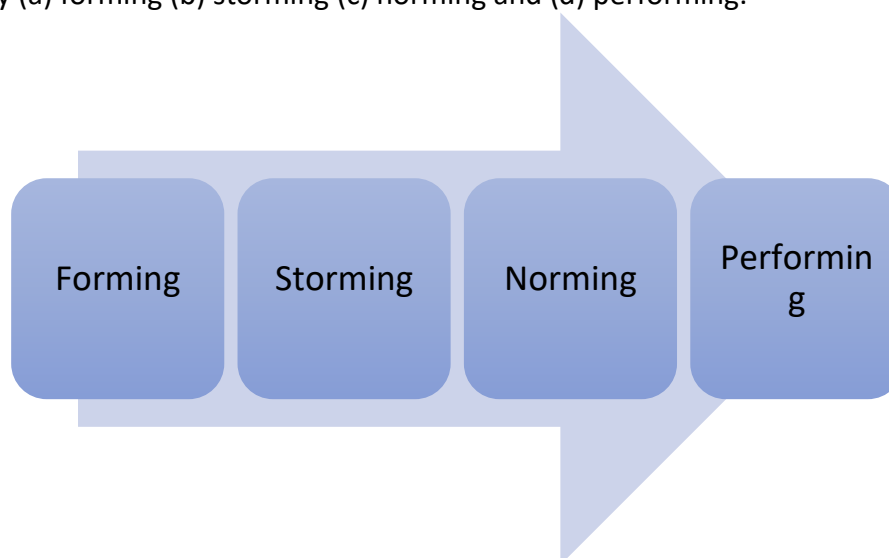 y (a) forming (b) storming (c) norming and (d) performing.
Forming
Storming
Norming
Performin
g